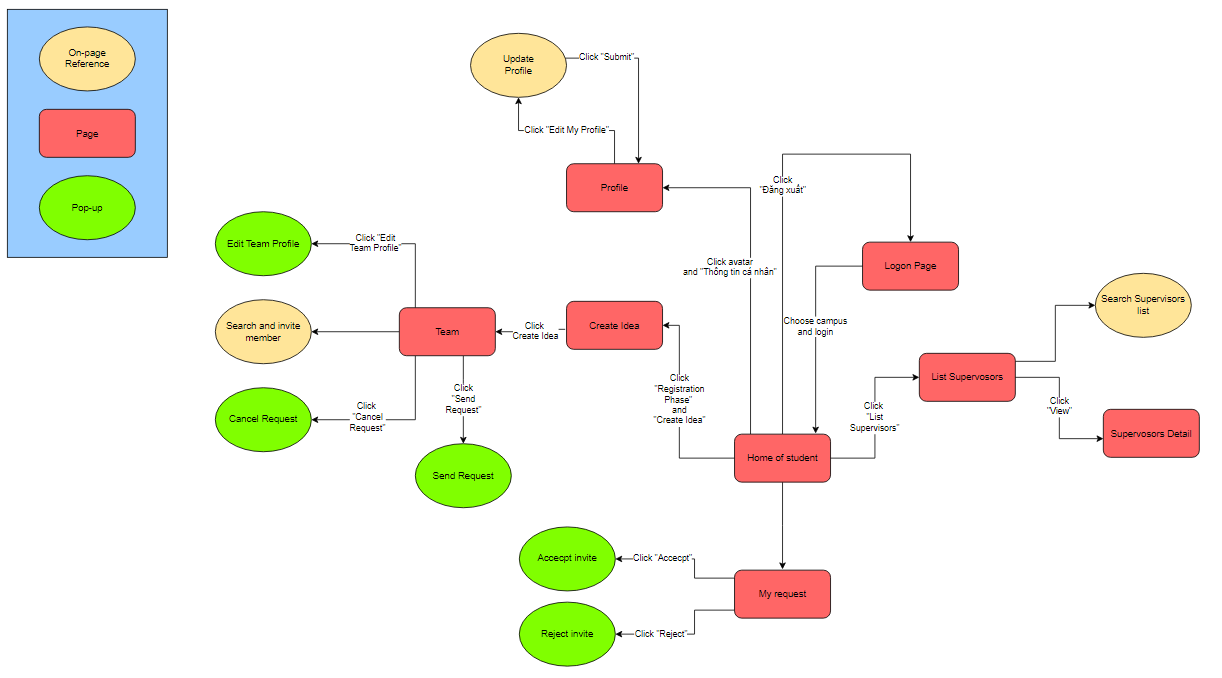 On-page
Reference
Page
Pop-up
Update
Profile
Click "Submit"
Click "Edit My Profile"
Profile
Click
"Đăng xuất"
Edit Team Profile
Click "Edit
Team Profile"
Click avatar
and "Thông tin cá nhân"
Logon Page
Search and invite
member
Team
Click
Create Idea
Create Idea
Choose campus
and login
Search Supervisors
list
Click
"Registration
Phase"
and
"Create Idea"
List Supervosors
Click
"View"
Cancel Request
Click
"Cancel
Request"
Click
"Send
Request"
Click
"List
Supervisors"
Supervosors Detail
Home of student
Send Request
Accecpt invite
Click "Accecpt"
My request
Reject invite
Click "Reject"